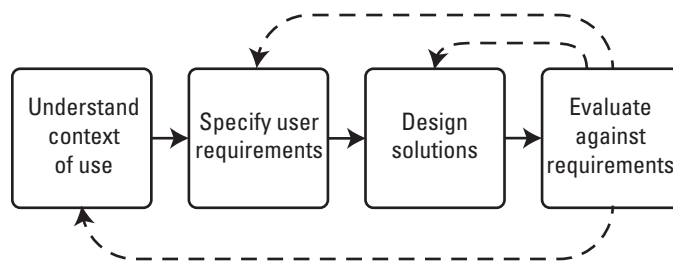 Understand
context
of use
Specify user
requirements
Design
solutions
Evaluate
against
requirements